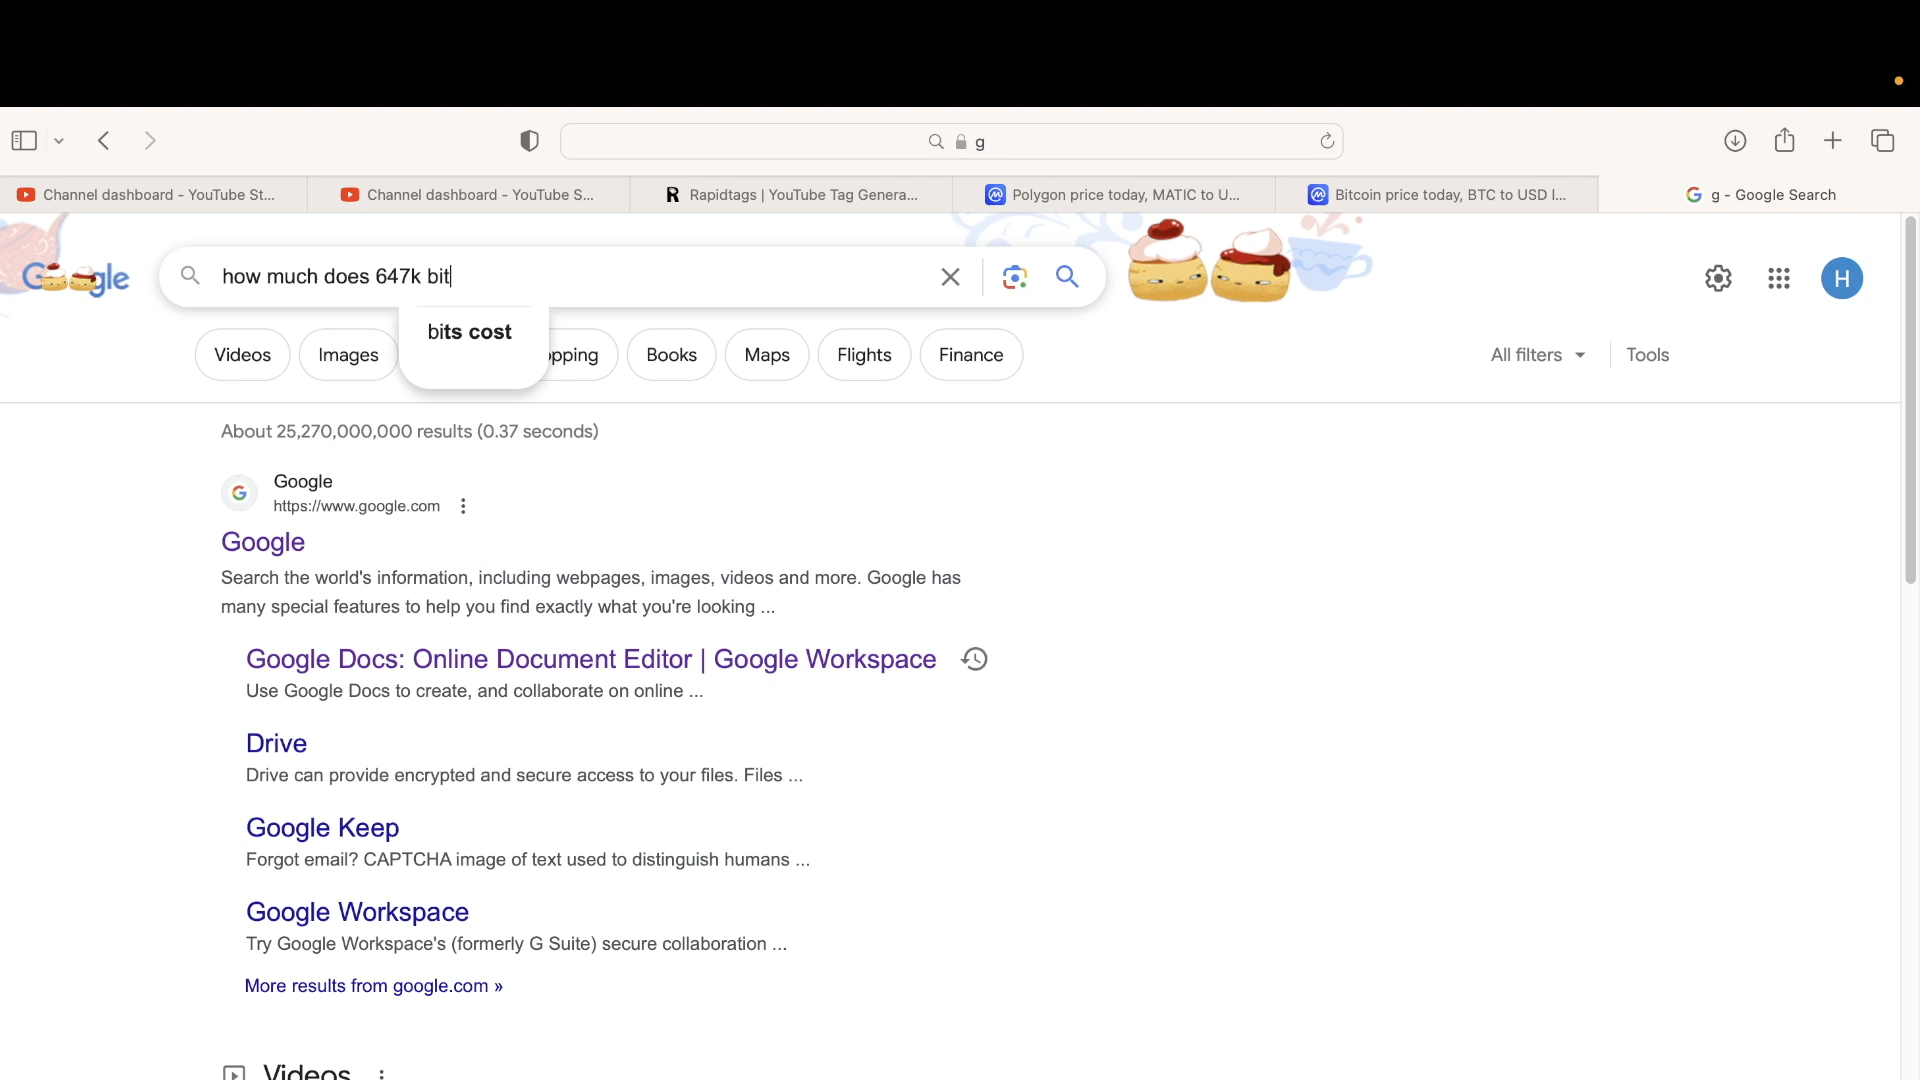 g
Channel dashboard - YouTube St...
Channel dashboard - YouTube S...
Rapidtags | YouTube Tag Genera...
Polygon price today, MATIC to U...
Bitcoin price today, BTC to USD l...
g - Google Search
Google
how much does 647k bit
H
bits cost
Videos
Images
opping
Books
Maps
Flights
Finance
All filters
Tools
About 25,270,000,000 results (0.37 seconds)
Google
https://www.google.com
Google
Search the world's information, including webpages, images, videos and more. Google has
many special features to help you find exactly what you're looking ...
Google Docs: Online Document Editor | Google Workspace
Use Google Docs to create, and collaborate on online ...
Drive
Drive can provide encrypted and secure access to your files. Files ...
Google Keep
Forgot email? CAPTCHA image of text used to distinguish humans ...
Google Workspace
Try Google Workspace's (formerly G Suite) secure collaboration ...
More results from google.com »
Videos